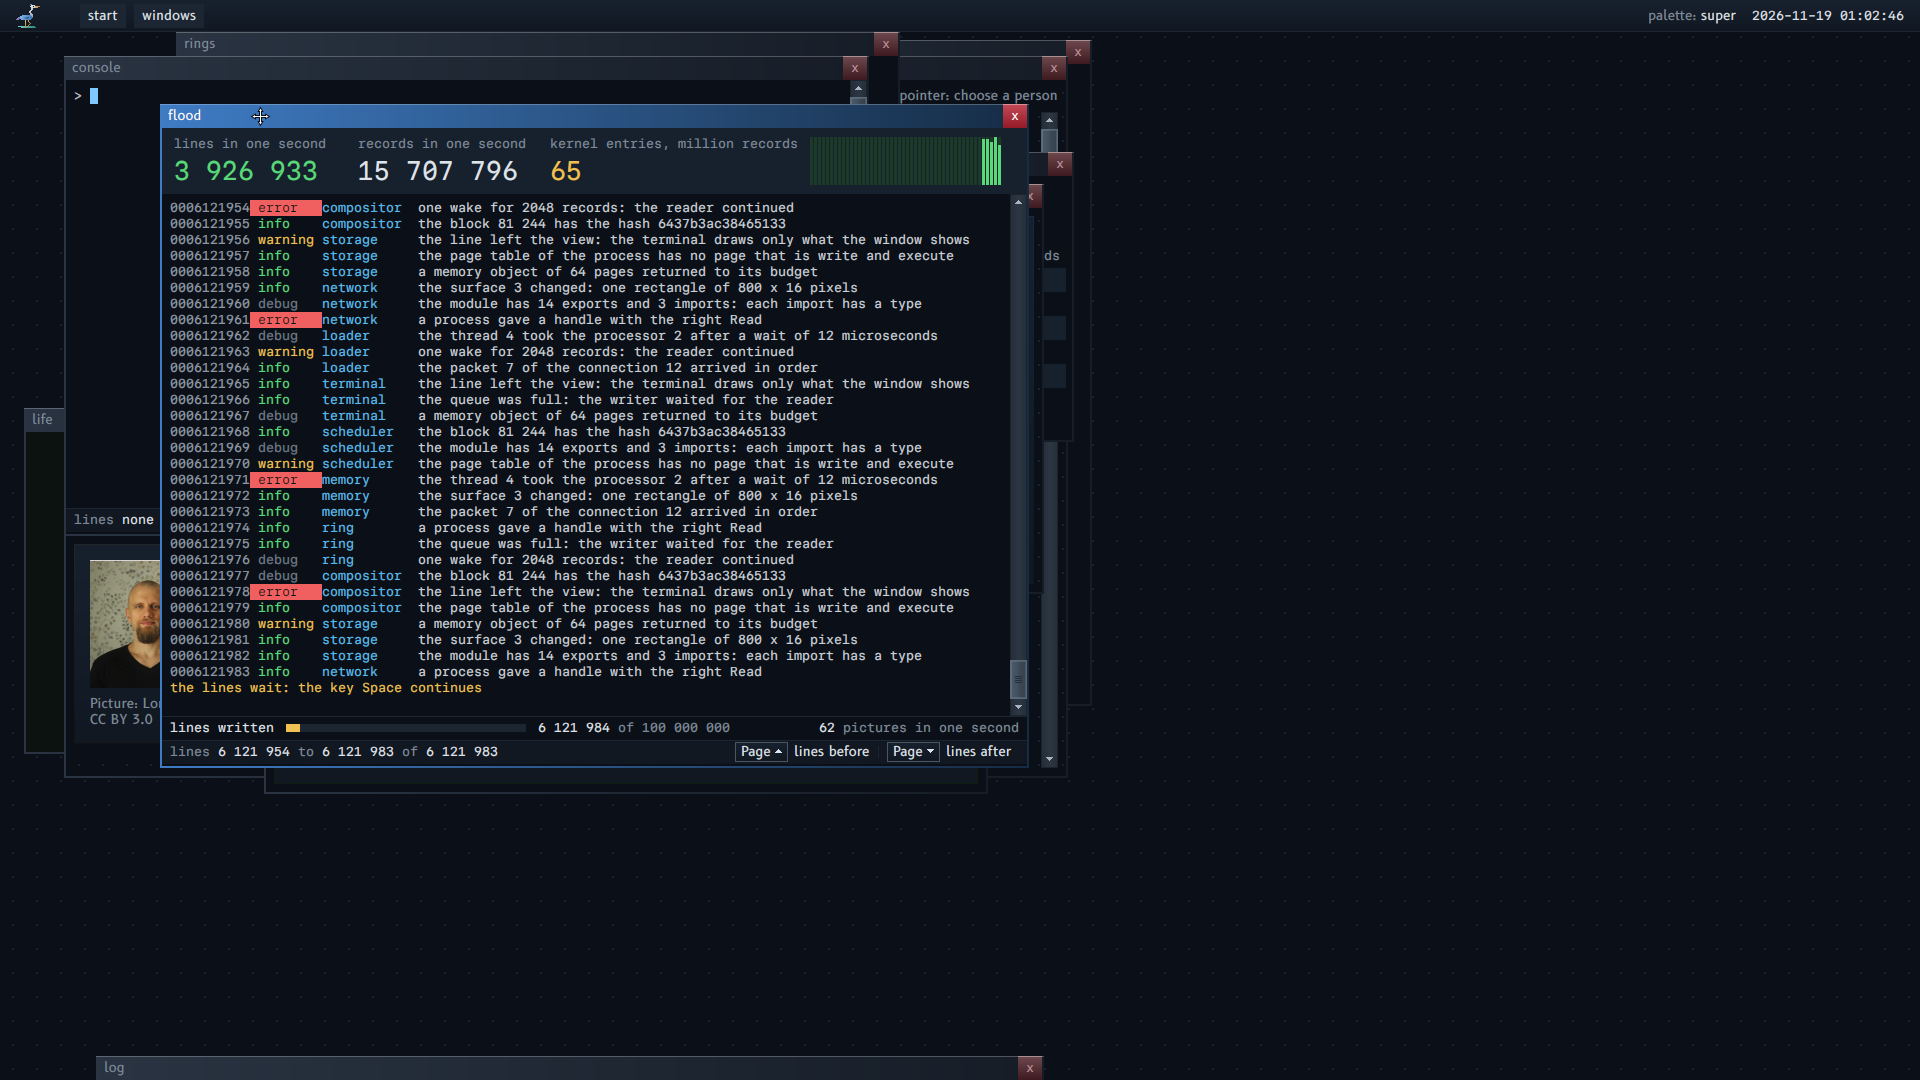 start windows palette: super 2026-11-19 01:02:46
rings x
x
console x
x
> pointer: choose a person
flood x
lines in one second records in one second kernel entries, million records
3 926 933 15 707 796 65
x
x
0006121954 error compositor one wake for 2048 records: the reader continued
0006121955 info compositor the block 81 244 has the hash 6437b3ac38465133
0006121956 warning storage the line left the view: the terminal draws only what the window shows
0006121957 info storage the page table of the process has no page that is write and execute
ds
0006121958 info storage a memory object of 64 pages returned to its budget
0006121959 info network the surface 3 changed: one rectangle of 800 x 16 pixels
0006121960 debug network the module has 14 exports and 3 imports: each import has a type
0006121961 error network a process gave a handle with the right Read
0006121962 debug loader the thread 4 took the processor 2 after a wait of 12 microseconds
0006121963 warning loader one wake for 2048 records: the reader continued
0006121964 info loader the packet 7 of the connection 12 arrived in order
0006121965 info terminal the line left the view: the terminal draws only what the window shows
0006121966 info terminal the queue was full: the writer waited for the reader
0006121967 debug terminal a memory object of 64 pages returned to its budget
life
0006121968 info scheduler the block 81 244 has the hash 6437b3ac38465133
0006121969 debug scheduler the module has 14 exports and 3 imports: each import has a type
0006121970 warning scheduler the page table of the process has no page that is write and execute
0006121971 error memory the thread 4 took the processor 2 after a wait of 12 microseconds
0006121972 info memory the surface 3 changed: one rectangle of 800 x 16 pixels
0006121973 info memory the packet 7 of the connection 12 arrived in order
lines none
0006121974 info ring a process gave a handle with the right Read
0006121975 info ring the queue was full: the writer waited for the reader
0006121976 debug ring one wake for 2048 records: the reader continued
0006121977 debug compositor the block 81 244 has the hash 6437b3ac38465133
0006121978 error compositor the line left the view: the terminal draws only what the window shows
0006121979 info compositor the page table of the process has no page that is write and execute
0006121980 warning storage a memory object of 64 pages returned to its budget
0006121981 info storage the surface 3 changed: one rectangle of 800 x 16 pixels
0006121982 info storage the module has 14 exports and 3 imports: each import has a type
0006121983 info network a process gave a handle with the right Read
the lines wait: the key Space continues
Picture: Lo
CC BY 3.0
lines written 6 121 984 of 100 000 000 62 pictures in one second
lines 6 121 954 to 6 121 983 of 6 121 983 Page lines before Page lines after
log x